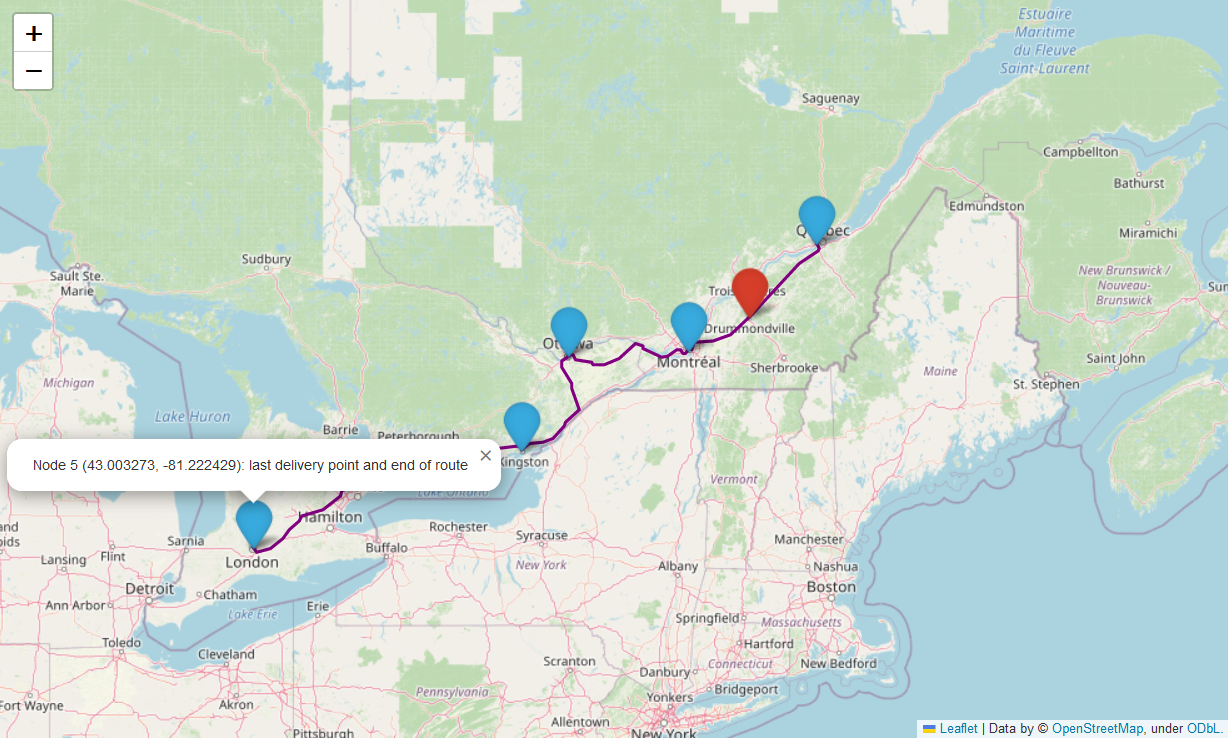 +
−
Estuaire
Maritime
du Fleuve
Saint-Laurent
Saguenay
Campbellton
Bathurst
Edmundston
Miramichi
Sudbury
Sault Ste.
Marie
New Brunswick /
Nouveau-
Brunswick
Drummondville
Montréal
Sherbrooke
Saint John
St. Stephen
Maine
Michigan
Lake Huron
Barrie
Peterborough
Kingston
Node 5 (43.003273, -81.222429): last delivery point and end of route
×
Lake Ontario
Hamilton
Vermont
Rochester
Syracuse
New York
Buffalo
Sarnia
London
Lansing
Flint
Manchester
Nashua
Albany
Boston
Detroit
Chatham
Ann Arbor
Lake Erie
Erie
Springfield
Massachusetts
Toledo
Cleveland
Hartford
Connecticut
New Bedford
Scranton
Danbury
Bridgeport
Yonkers
Fort Wayne
Akron
Pennsylvania
Allentown
New York
Pittsburgh
Leaflet | Data by © OpenStreetMap, under ODbL.